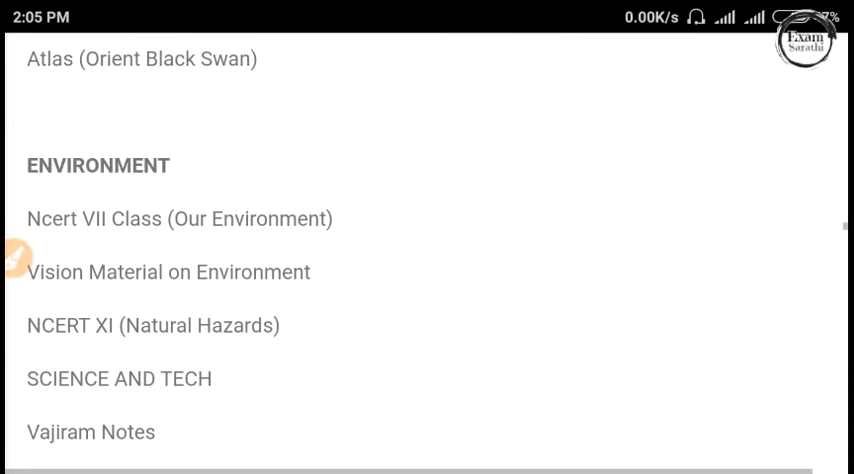 2:05 PM
0.00K/s
Exam
Sarathi
Atlas (Orient Black Swan)
ENVIRONMENT
Ncert VII Class (Our Environment)
Vision Material on Environment
NCERT XI (Natural Hazards)
SCIENCE AND TECH
Vajiram Notes